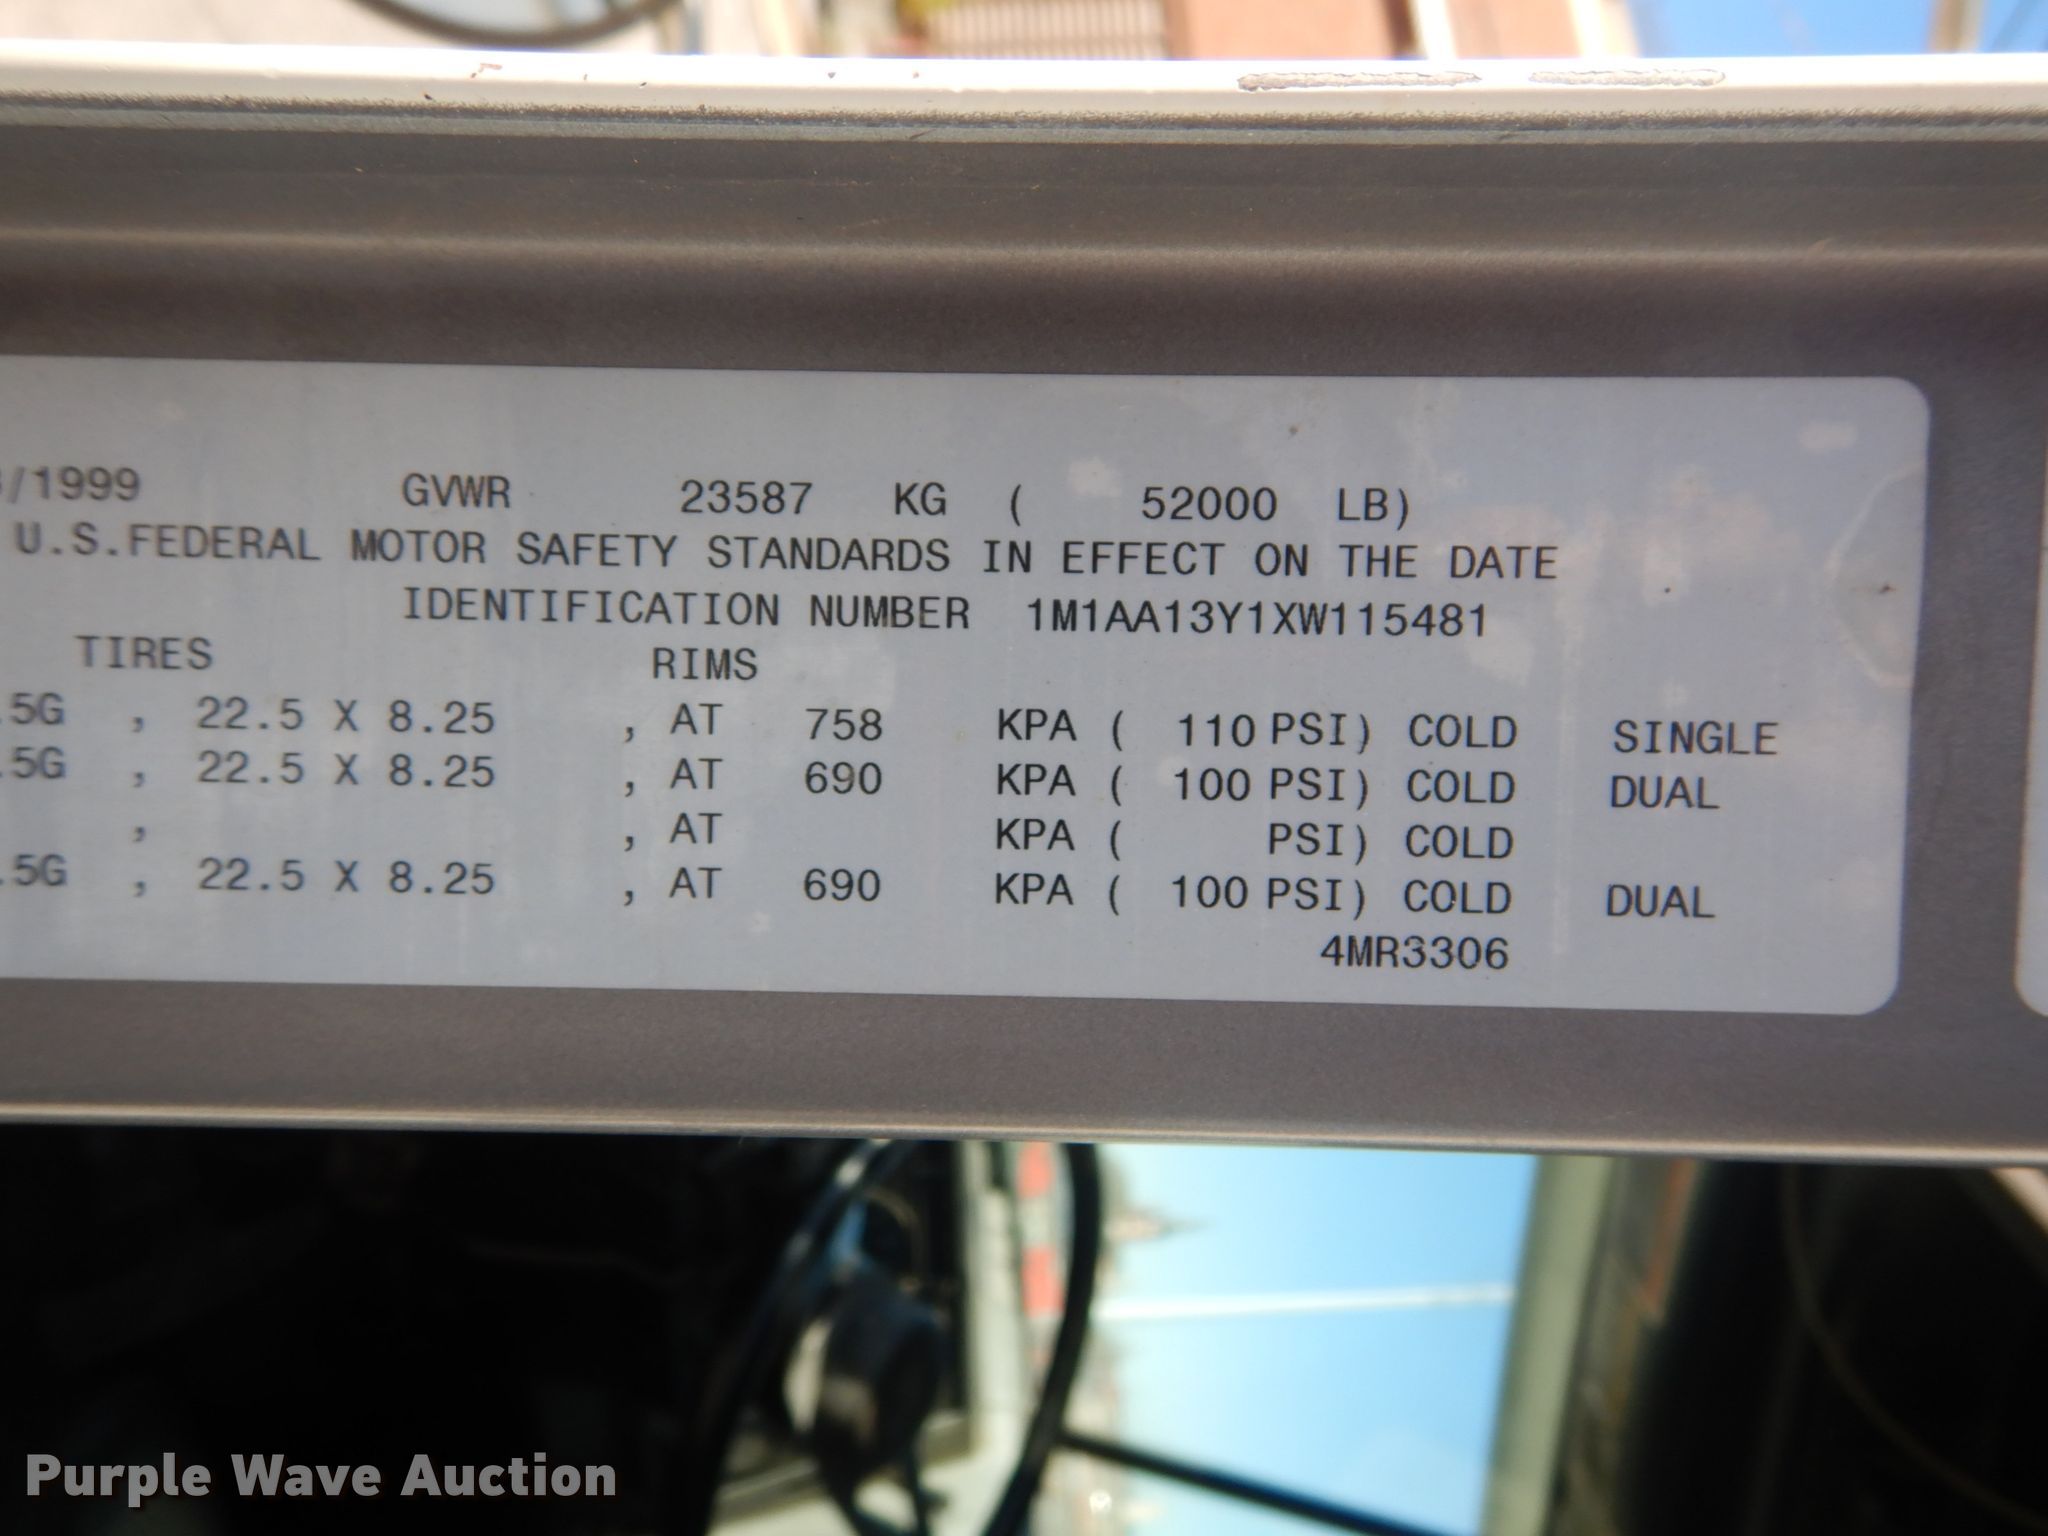 /1999 GVWR 23587 KG ( 52000 LB)
U.S.FEDERAL MOTOR SAFETY STANDARDS IN EFFECT ON THE DATE
IDENTIFICATION NUMBER 1M1AA13Y1XW115481
TIRES RIMS
.5G , 22.5 X 8.25 , AT 758 KPA ( 110 PSI) COLD SINGLE
.5G , 22.5 X 8.25 , AT 690 KPA ( 100 PSI) COLD DUAL
, , AT KPA ( PSI) COLD
.5G , 22.5 X 8.25 , AT 690 KPA ( 100 PSI) COLD DUAL
4MR3306
Purple Wave Auction